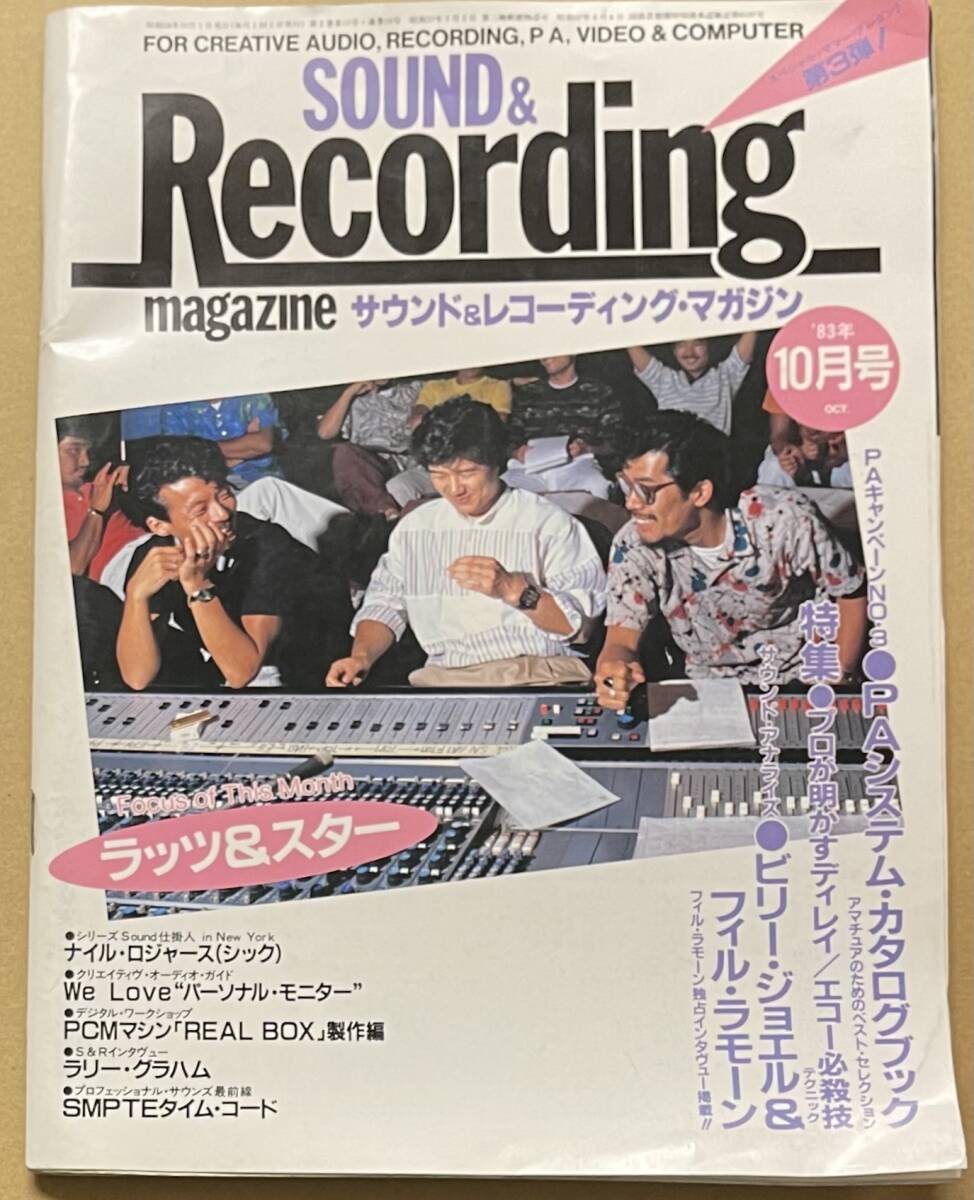 FOR CREATIVE AUDIO, RECORDING, P A, VIDEO & COMPUTER
SOUND &
Recording
magazine サウンド&レコーディング・マガジン
'83年
10月号
OCT.
PAキャンペーンNO.3●PAシステム・カタログブック
アマチュアのためのベスト・セレクション
特集●プロが明かすディレイ/エコー必殺技
テクニック
サウンド・アナライズ●ビリー・ジョエル&
フィル・ラモーン
フィル・ラモーン独占インタヴュー掲載!!
Focus of This Month
ラッツ&スター
●シリーズSound仕掛人 in New York
ナイル・ロジャース(シック)
●クリエイティヴ・オーディオ・ガイド
We Love“パーソナル・モニター”
●デジタル・ワークショップ
PCMマシン「REAL BOX」製作編
●S&Rインタヴュー
ラリー・グラハム
●プロフェッショナル・サウンズ最前線
SMPTEタイム・コード